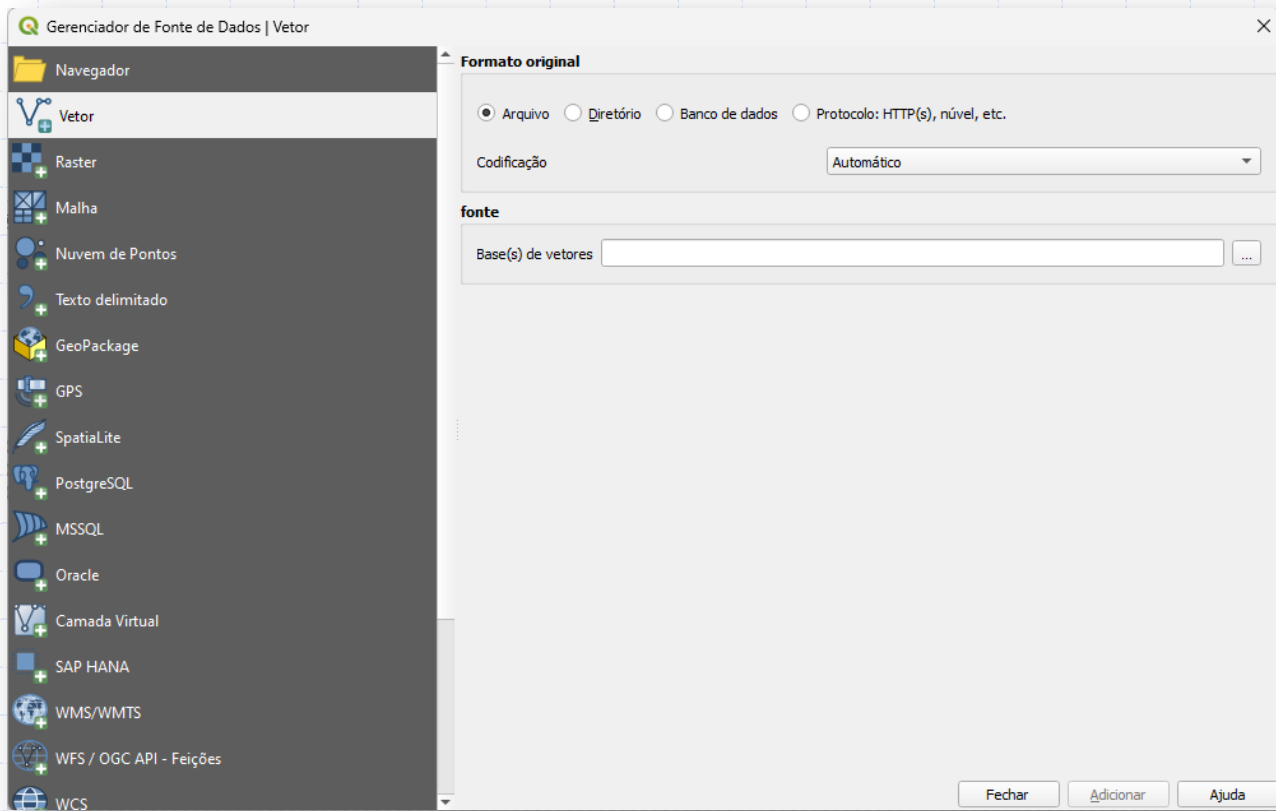 Gerenciador de Fonte de Dados | Vetor
Navegador
Vetor
Raster
Malha
Nuvem de Pontos
Texto delimitado
GeoPackage
GPS
SpatiaLite
PostgreSQL
MSSQL
Oracle
Camada Virtual
SAP HANA
WMS/WMTS
WFS / OGC API - Feições
WCS
Formato original
Arquivo Diretório Banco de dados Protocolo: HTTP(s), núvel, etc.
Codificação Automático
fonte
Base(s) de vetores ...
Fechar Adicionar Ajuda